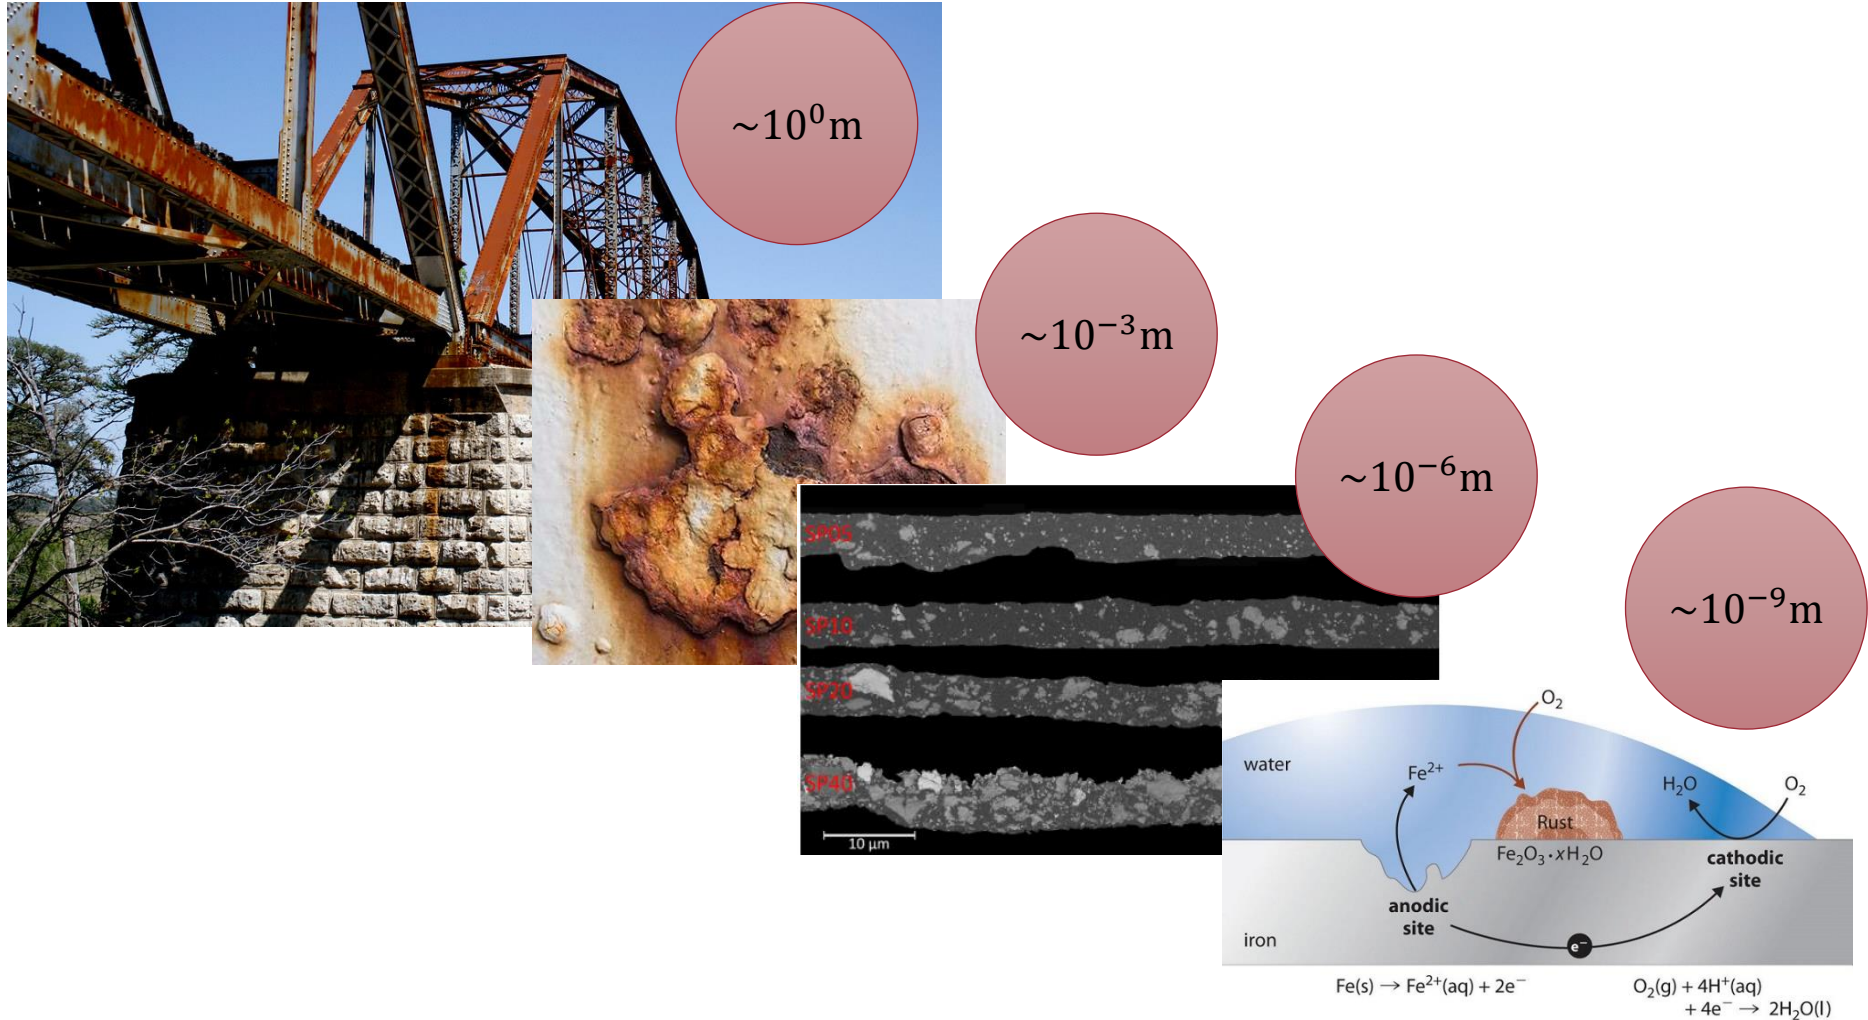 ~10⁰m
~10⁻³m
~10⁻⁶m
~10⁻⁹m
SP05
SP10
SP20
SP40
10 μm
O₂
water
Fe²⁺
H₂O
O₂
Rust
Fe₂O₃·xH₂O
cathodic
site
anodic
site
iron
e⁻
Fe(s) → Fe²⁺(aq) + 2e⁻
O₂(g) + 4H⁺(aq)
+ 4e⁻ → 2H₂O(l)